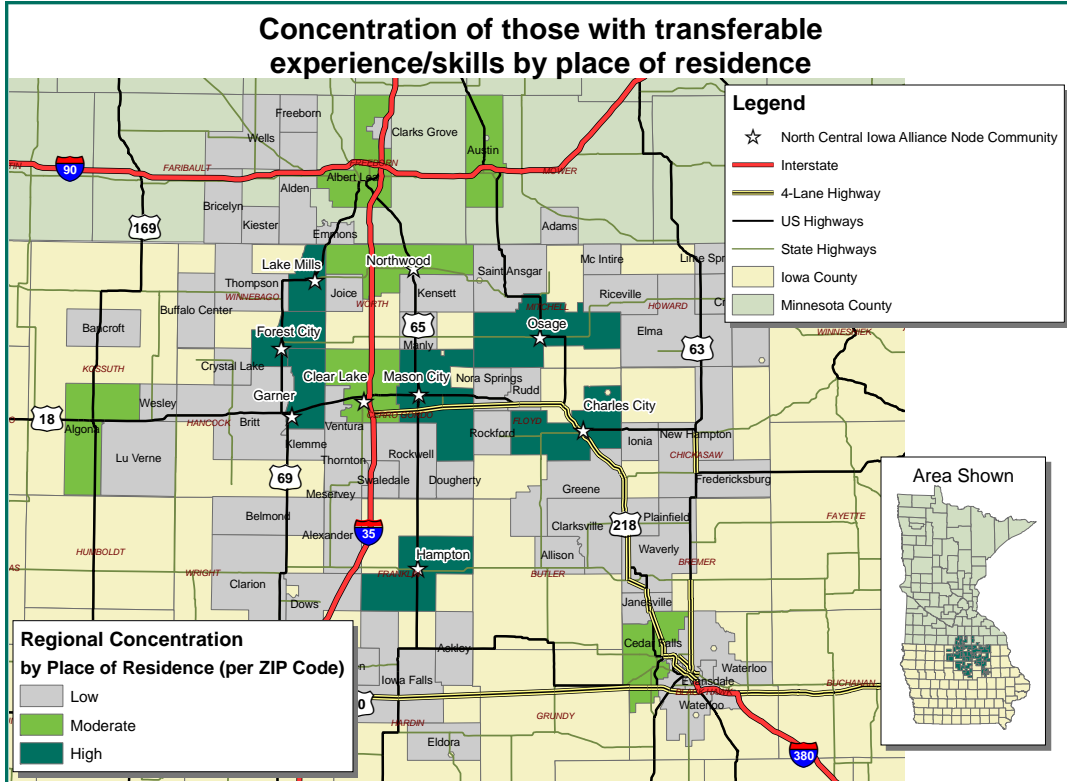 Concentration of those with transferable
experience/skills by place of residence
Legend
North Central Iowa Alliance Node Community
Interstate
4-Lane Highway
US Highways
State Highways
Iowa County
Minnesota County
Freeborn
Wells
Clarks Grove
Austin
90
FARIBAULT
FREEBORN
MOWER
Albert Lea
Alden
Bricelyn
Kiester
169
Emmons
Adams
Lake Mills
Northwood
Saint Ansgar
Mc Intire
Thompson
WINNEBAGO
Joice
WORTH
Kensett
MITCHELL
Riceville
HOWARD
Buffalo Center
Bancroft
Forest City
65
Osage
Elma
WINNESHIEK
Manly
63
KOSSUTH
Crystal Lake
Clear Lake
Mason City
Nora Springs
Rudd
Wesley
Garner
CERRO GORDO
Charles City
18
Algona
HANCOCK
Britt
Ventura
FLOYD
Klemme
Rockford
Ionia
New Hampton
CHICKASAW
Lu Verne
Thornton
Rockwell
69
Swaledale
Dougherty
Fredericksburg
Meservey
Greene
Area Shown
Belmond
Alexander
35
Clarksville
218
Plainfield
FAYETTE
HUMBOLDT
Hampton
Allison
Waverly
WRIGHT
FRANKLIN
BUTLER
BREMER
Clarion
Dows
Janesville
Regional Concentration
by Place of Residence (per ZIP Code)
Low
Moderate
High
Ackley
Cedar Falls
Iowa Falls
Waterloo
Evansdale
BLACK HAWK
BUCHANAN
Waterloo
HARDIN
GRUNDY
Eldora
380